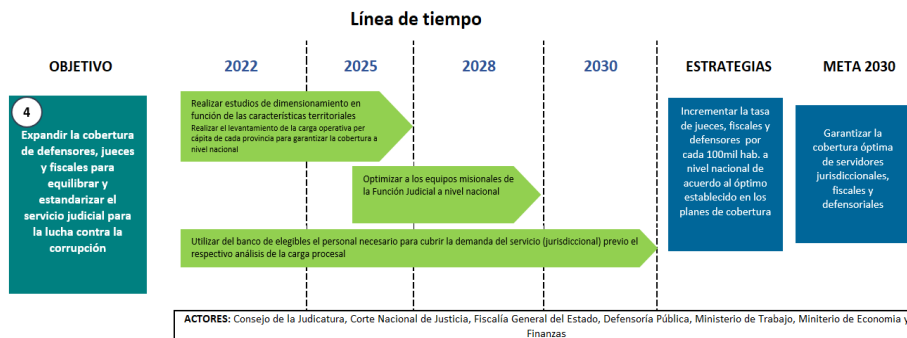 Línea de tiempo
OBJETIVO
2022
2025
2028
2030
ESTRATEGIAS
META 2030
4
Expandir la cobertura
de defensores, jueces
y fiscales para
equilibrar y
estandarizar el
servicio judicial para
la lucha contra la
corrupción
Realizar estudios de dimensionamiento en
función de las características territoriales
Realizar el levantamiento de la carga operativa per
cápita de cada provincia para garantizar la cobertura a
nivel nacional
Optimizar a los equipos misionales de
la Función Judicial a nivel nacional
Utilizar del banco de elegibles el personal necesario para cubrir la demanda del servicio (jurisdiccional) previo el
respectivo análisis de la carga procesal
Incrementar la tasa
de jueces, fiscales y
defensores por
cada 100mil hab. a
nivel nacional de
acuerdo al óptimo
establecido en los
planes de cobertura
Garantizar la
cobertura óptima
de servidores
jurisdiccionales,
fiscales y
defensoriales
ACTORES: Consejo de la Judicatura, Corte Nacional de Justicia, Fiscalía General del Estado, Defensoría Pública, Ministerio de Trabajo, Miniterio de Economia y
Finanzas